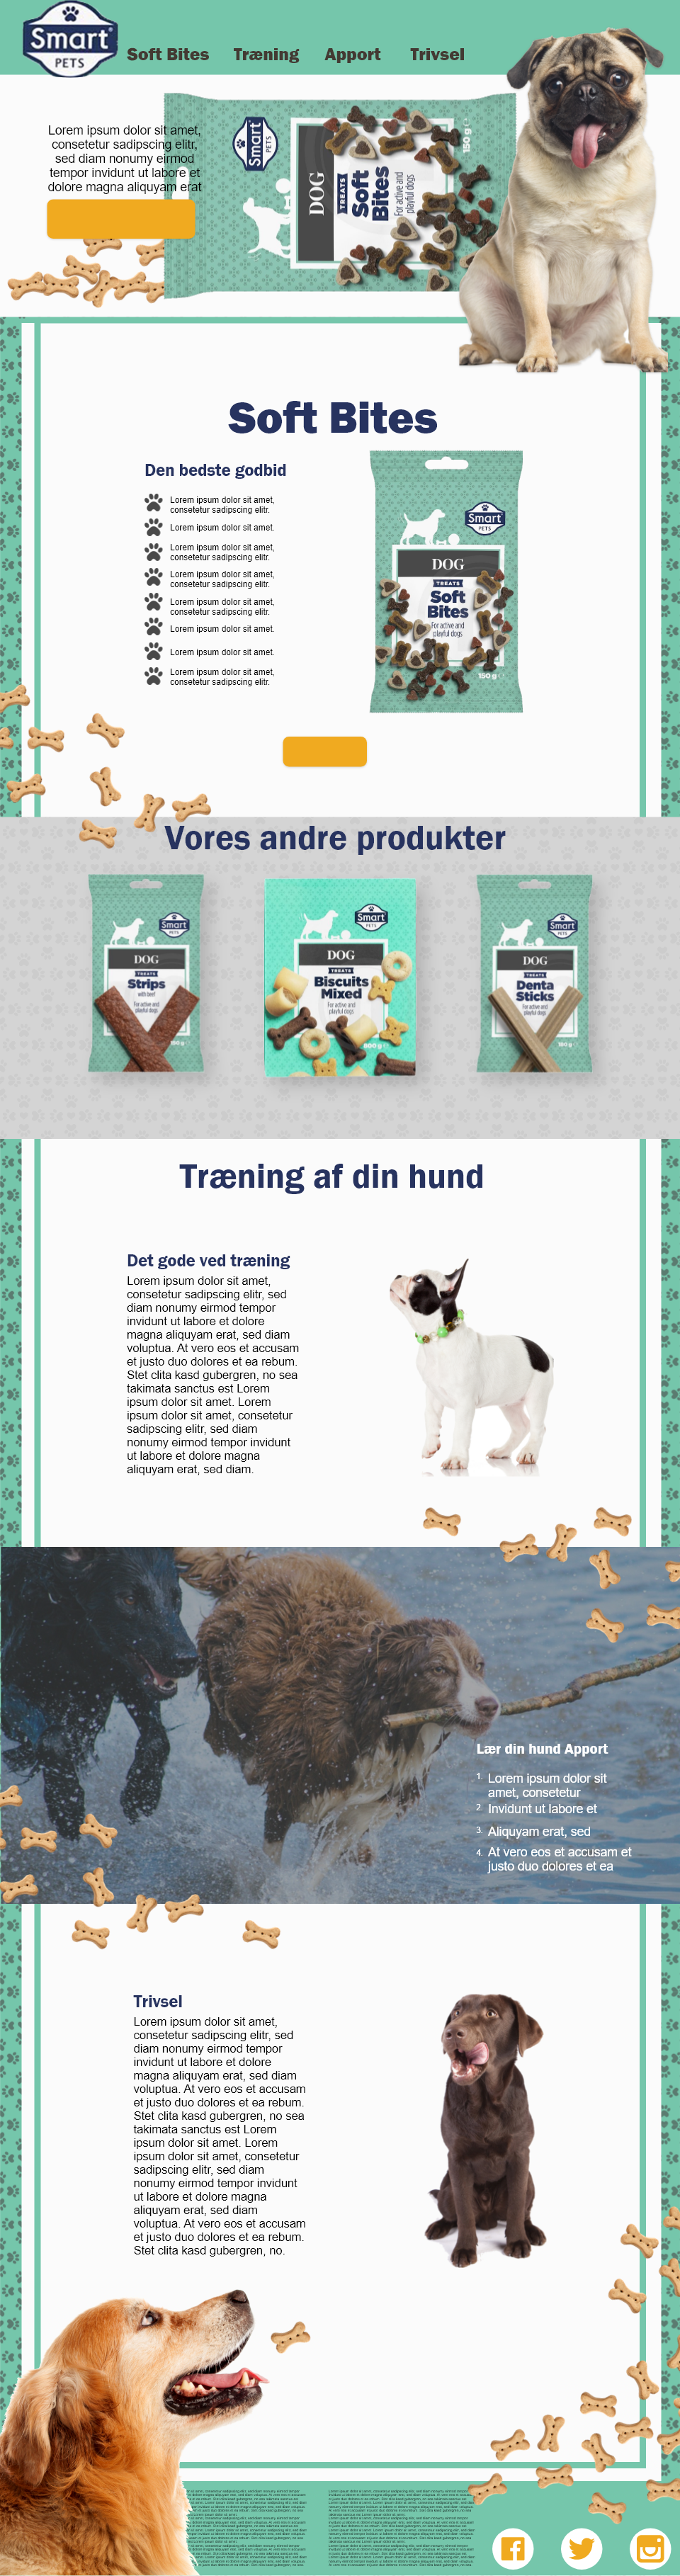 Smart
PETS
Soft Bites Træning Apport Trivsel
Lorem ipsum dolor sit amet,
consetetur sadipscing elitr,
sed diam nonumy eirmod
tempor invidunt ut labore et
dolore magna aliquyam erat
Smart
PETS
DOG
TREATS
Soft
Bites
For active and
playful dogs
150 g e
Soft Bites
Den bedste godbid
Lorem ipsum dolor sit amet,
consetetur sadipscing elitr.
Lorem ipsum dolor sit amet.
Lorem ipsum dolor sit amet,
consetetur sadipscing elitr.
Lorem ipsum dolor sit amet,
consetetur sadipscing elitr.
Lorem ipsum dolor sit amet,
consetetur sadipscing elitr.
Lorem ipsum dolor sit amet.
Lorem ipsum dolor sit amet.
Lorem ipsum dolor sit amet,
consetetur sadipscing elitr.
Smart
PETS
DOG
TREATS
Soft
Bites
For active and
playful dogs
150 g e
Vores andre produkter
Smart
PETS
DOG
TREATS
Strips
with beef
For active and
playful dogs
Smart
PETS
DOG
TREATS
Biscuits
Mixed
For active and
playful dogs
Smart
PETS
DOG
TREATS
Denta
Sticks
For active and
playful dogs
Træning af din hund
Det gode ved træning
Lorem ipsum dolor sit amet,
consetetur sadipscing elitr, sed
diam nonumy eirmod tempor
invidunt ut labore et dolore
magna aliquyam erat, sed diam
voluptua. At vero eos et accusam
et justo duo dolores et ea rebum.
Stet clita kasd gubergren, no sea
takimata sanctus est Lorem
ipsum dolor sit amet. Lorem
ipsum dolor sit amet, consetetur
sadipscing elitr, sed diam
nonumy eirmod tempor invidunt
ut labore et dolore magna
aliquyam erat, sed diam.
Lær din hund Apport
1. Lorem ipsum dolor sit
amet, consetetur
2. Invidunt ut labore et
3. Aliquyam erat, sed
4. At vero eos et accusam et
justo duo dolores et ea
Trivsel
Lorem ipsum dolor sit amet,
consetetur sadipscing elitr, sed
diam nonumy eirmod tempor
invidunt ut labore et dolore
magna aliquyam erat, sed diam
voluptua. At vero eos et accusam
et justo duo dolores et ea rebum.
Stet clita kasd gubergren, no sea
takimata sanctus est Lorem
ipsum dolor sit amet. Lorem
ipsum dolor sit amet, consetetur
sadipscing elitr, sed diam
nonumy eirmod tempor invidunt
ut labore et dolore magna
aliquyam erat, sed diam
voluptua. At vero eos et accusam
et justo duo dolores et ea rebum.
Stet clita kasd gubergren, no.